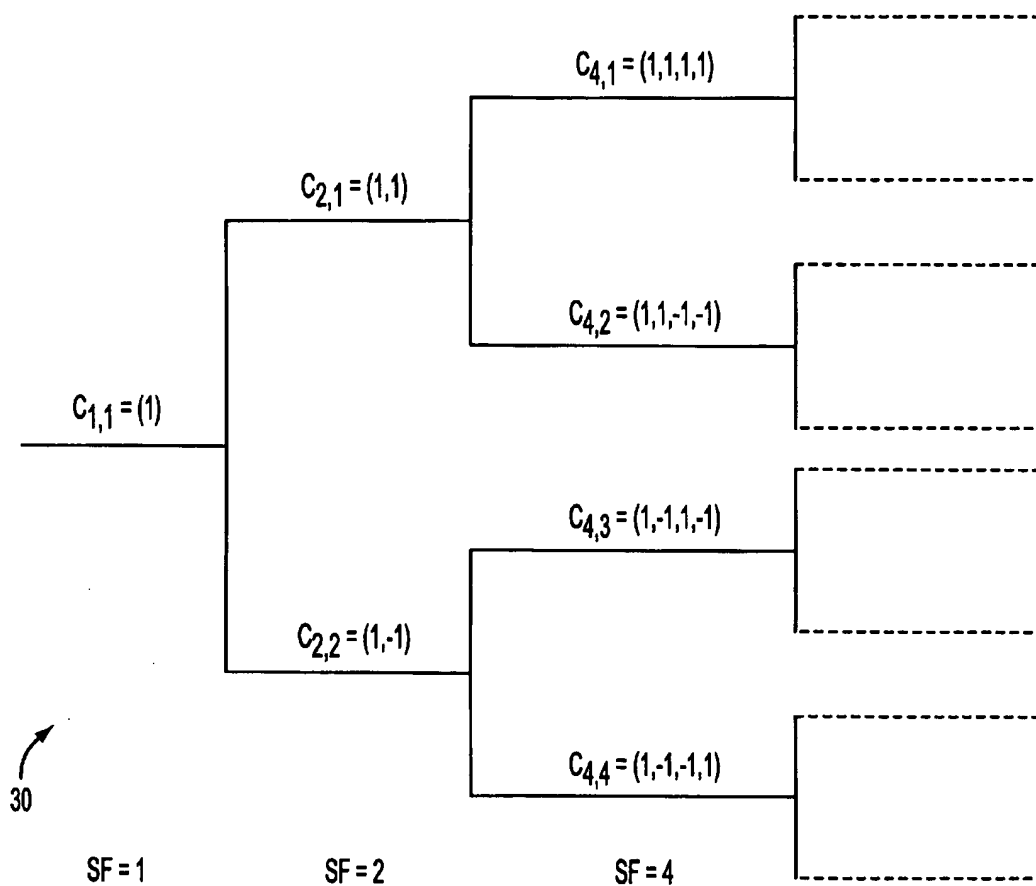 C4,1 = (1,1,1,1)
C2,1 = (1,1)
C4,2 = (1,1,-1,-1)
C1,1 = (1)
C4,3 = (1,-1,1,-1)
C2,2 = (1,-1)
C4,4 = (1,-1,-1,1)
30
SF = 1
SF = 2
SF = 4